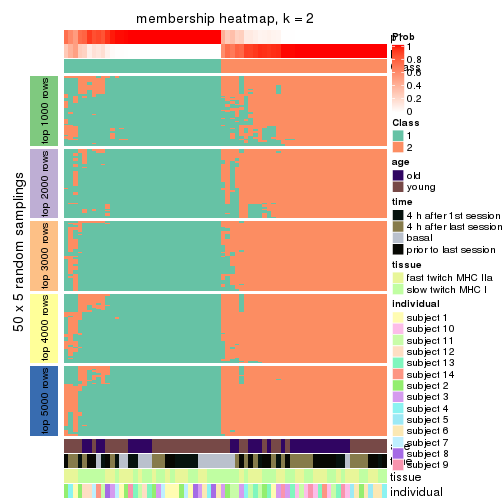 membership heatmap, k = 2
50 x 5 random samplings
top 1000 rows
top 2000 rows
top 3000 rows
top 4000 rows
top 5000 rows
Prob
1
0.8
0.6
0.4
0.2
0
Class
1
2
age
old
young
time
4 h after 1st session
4 h after last session
basal
prior to last session
tissue
fast twitch MHC IIa
slow twitch MHC I
individual
subject 1
subject 10
subject 11
subject 12
subject 13
subject 14
subject 2
subject 3
subject 4
subject 5
subject 6
subject 7
subject 8
subject 9
tissue
individual